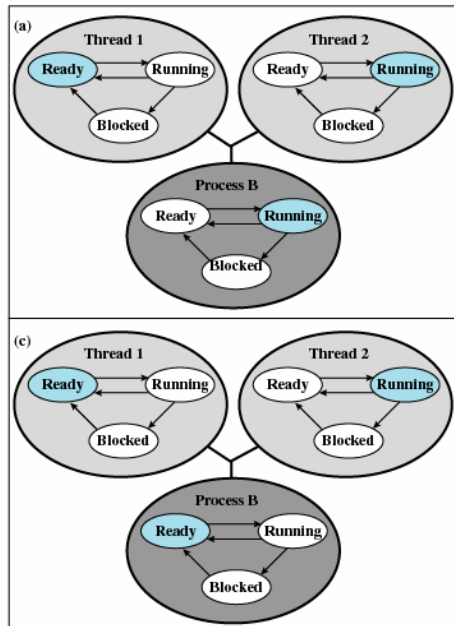 (a)
Thread 1 Thread 2
Ready Running Ready Running
Blocked Blocked
Process B
Ready Running
Blocked
(c)
Thread 1 Thread 2
Ready Running Ready Running
Blocked Blocked
Process B
Ready Running
Blocked